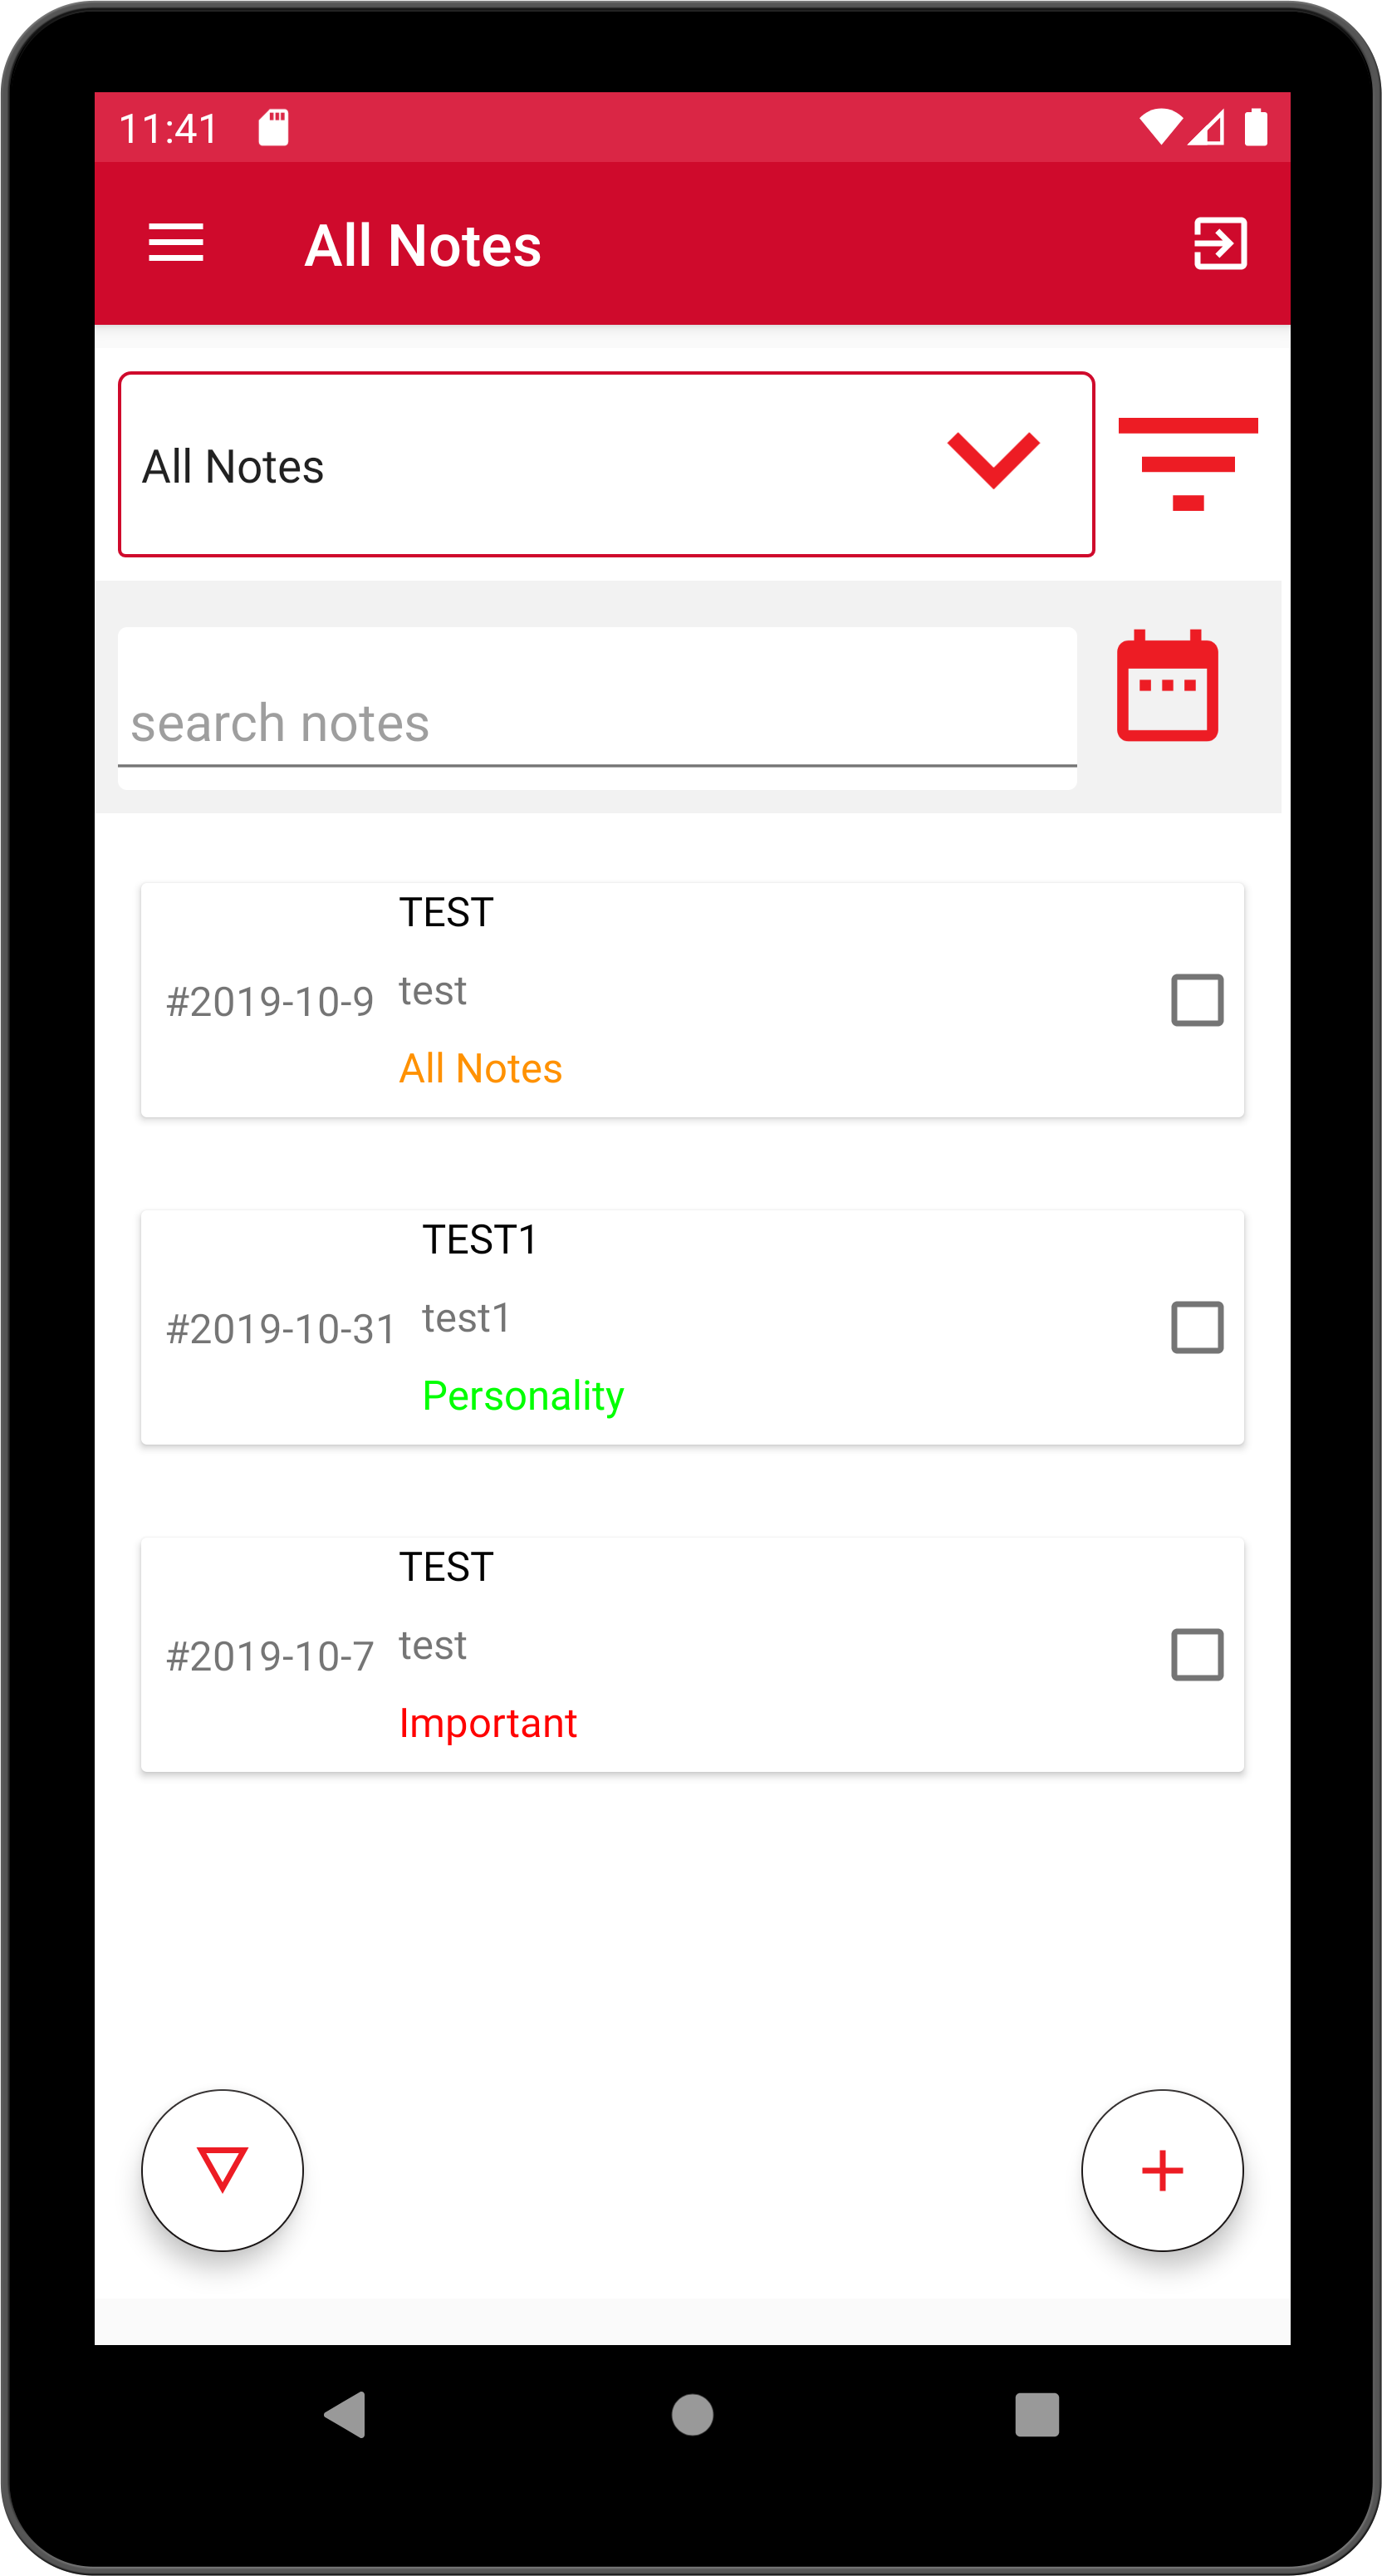 11:41
All Notes
All Notes
search notes
TEST
#2019-10-9
test
All Notes
TEST1
#2019-10-31
test1
Personality
TEST
#2019-10-7
test
Important